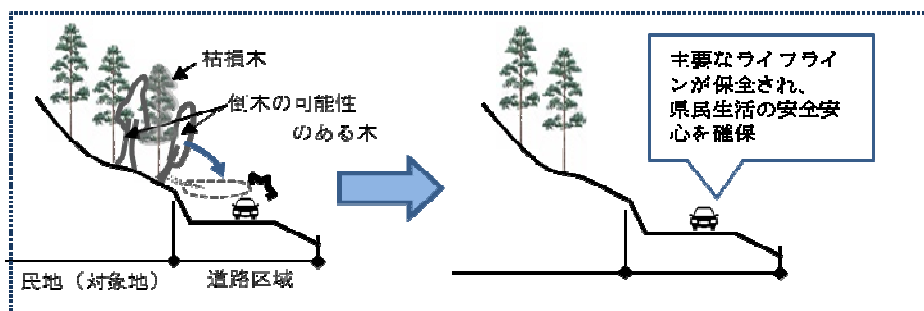 枯損木
倒木の可能性
のある木
民地（対象地）
道路区域
主要なライフライ
ンが保全され、
県民生活の安全安
心を確保